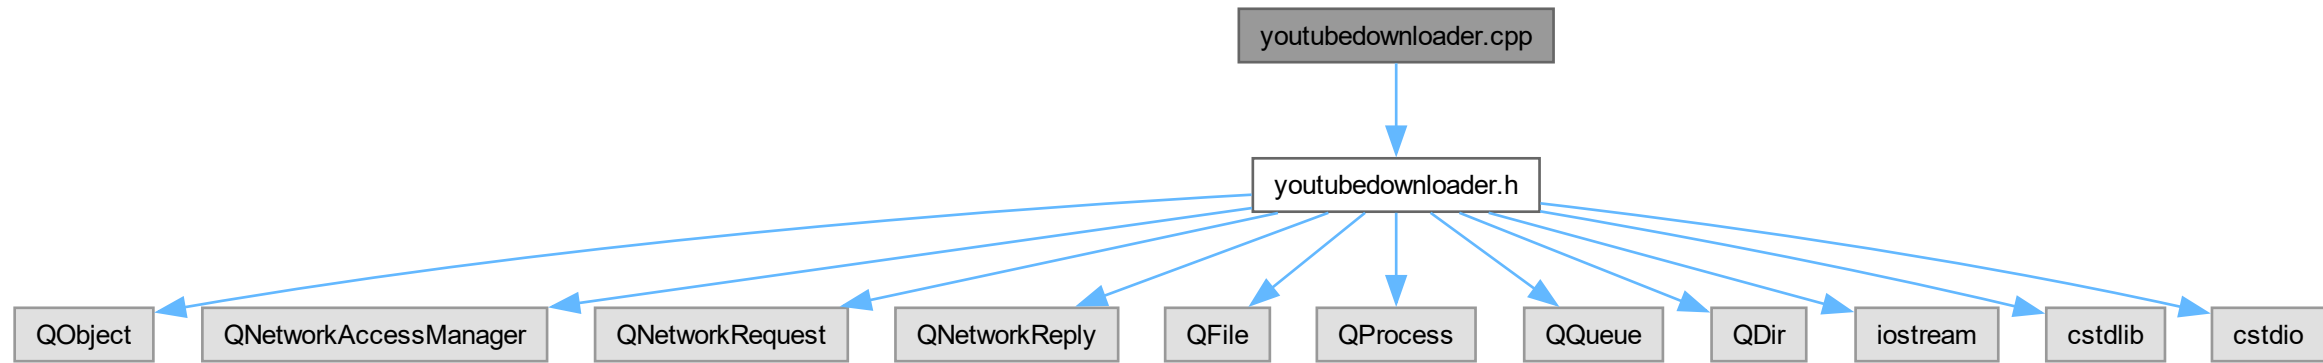 youtubedownloader.cpp
youtubedownloader.h
QObject
QNetworkAccessManager
QNetworkRequest
QNetworkReply
QFile
QProcess
QQueue
QDir
iostream
cstdlib
cstdio